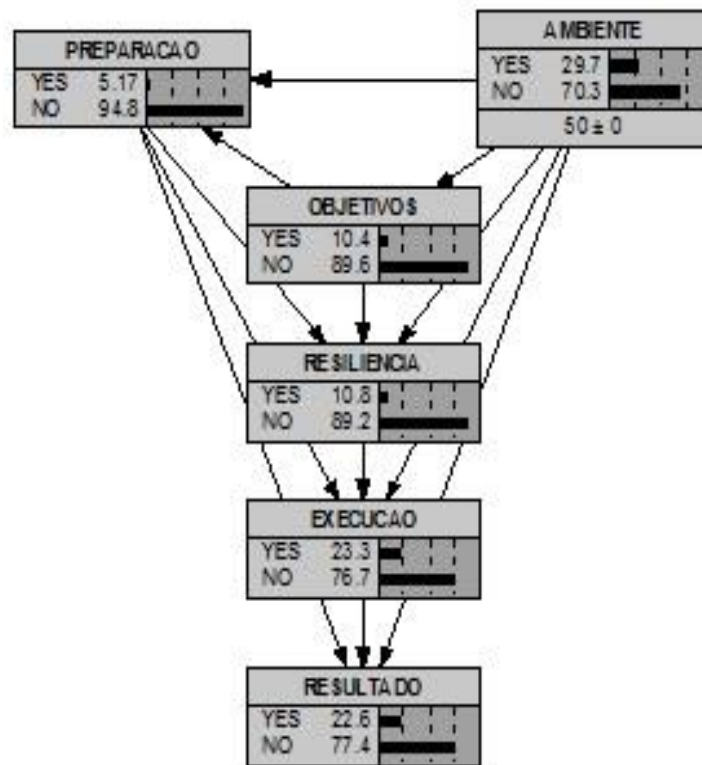 PREPARACAO
YES 5.17
NO 94.8
AMBIENTE
YES 29.7
NO 70.3
50 ± 0
OBJETIVOS
YES 10.4
NO 89.6
RESILIENCIA
YES 10.8
NO 89.2
EXECUCAO
YES 23.3
NO 76.7
RESULTADO
YES 22.6
NO 77.4